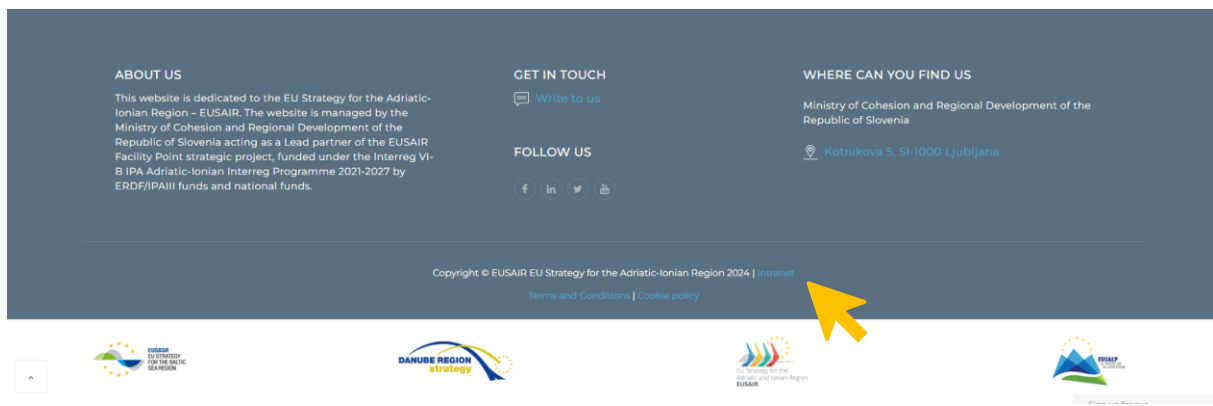 ABOUT US
This website is dedicated to the EU Strategy for the Adriatic-
Ionian Region – EUSAIR. The website is managed by the
Ministry of Cohesion and Regional Development of the
Republic of Slovenia acting as a Lead partner of the EUSAIR
Facility Point strategic project, funded under the Interreg VI-
B IPA Adriatic-Ionian Interreg Programme 2021-2027 by
ERDF/IPAIII funds and national funds.
GET IN TOUCH
Write to us
FOLLOW US
WHERE CAN YOU FIND US
Ministry of Cohesion and Regional Development of the
Republic of Slovenia
Kotnikova 5, SI-1000 Ljubljana
Copyright © EUSAIR EU Strategy for the Adriatic-Ionian Region 2024 | Intranet
Terms and Conditions | Cookie policy
EUSBSR
EU STRATEGY
FOR THE BALTIC
SEA REGION
DANUBE REGION
strategy
EU Strategy for the
Adriatic and Ionian Region
EUSAIR
EUSALP